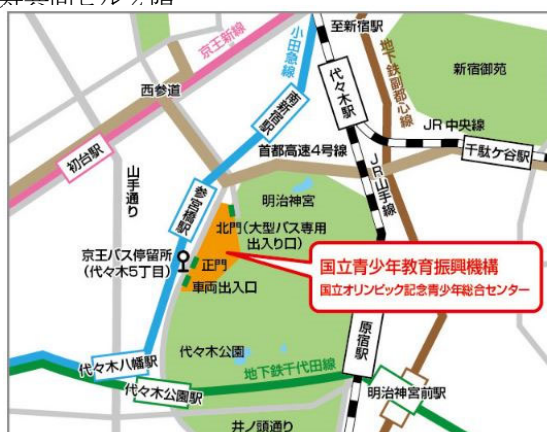 至新宿駅
京王新線
小田急線
地下鉄副都心線
新宿御苑
代々木駅
西参道
南新宿駅
JR中央線
千駄ケ谷駅
初台駅
首都高速4号線
山手通り
JR山手線
参宮橋駅
明治神宮
北門(大型バス専用
出入り口)
京王バス停留所
(代々木5丁目)
正門
車両出入口
国立青少年教育振興機構
国立オリンピック記念青少年総合センター
原宿駅
代々木公園
代々木八幡駅
地下鉄千代田線
代々木公園駅
明治神宮前駅
井ノ頭通り